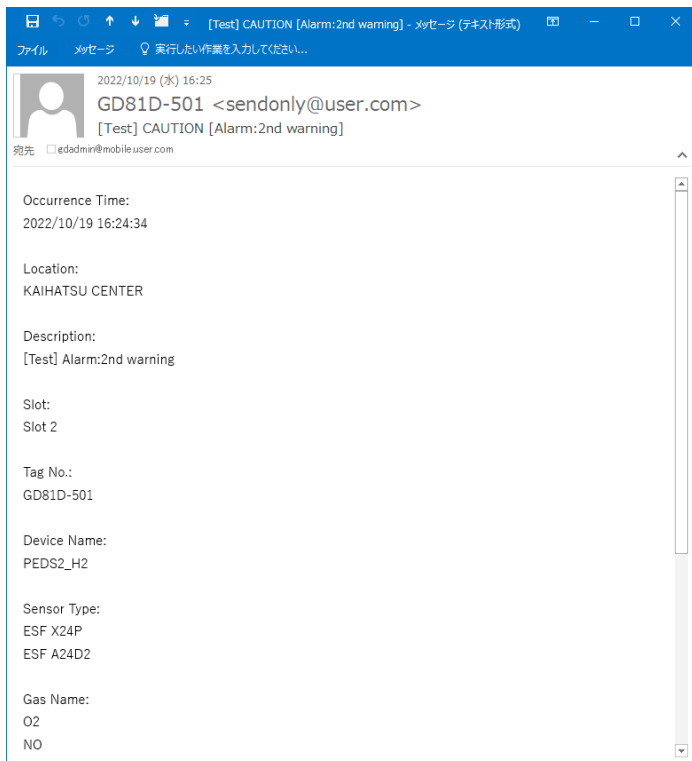 [Test] CAUTION [Alarm:2nd warning] - メッセージ (テキスト形式)
ファイル メッセージ 実行したい作業を入力してください...
2022/10/19 (水) 16:25
GD81D-501 <sendonly@user.com>
[Test] CAUTION [Alarm:2nd warning]
宛先 gdadmin@mobile.user.com
Occurrence Time:
2022/10/19 16:24:34
Location:
KAIHATSU CENTER
Description:
[Test] Alarm:2nd warning
Slot:
Slot 2
Tag No.:
GD81D-501
Device Name:
PEDS2_H2
Sensor Type:
ESF X24P
ESF A24D2
Gas Name:
O2
NO